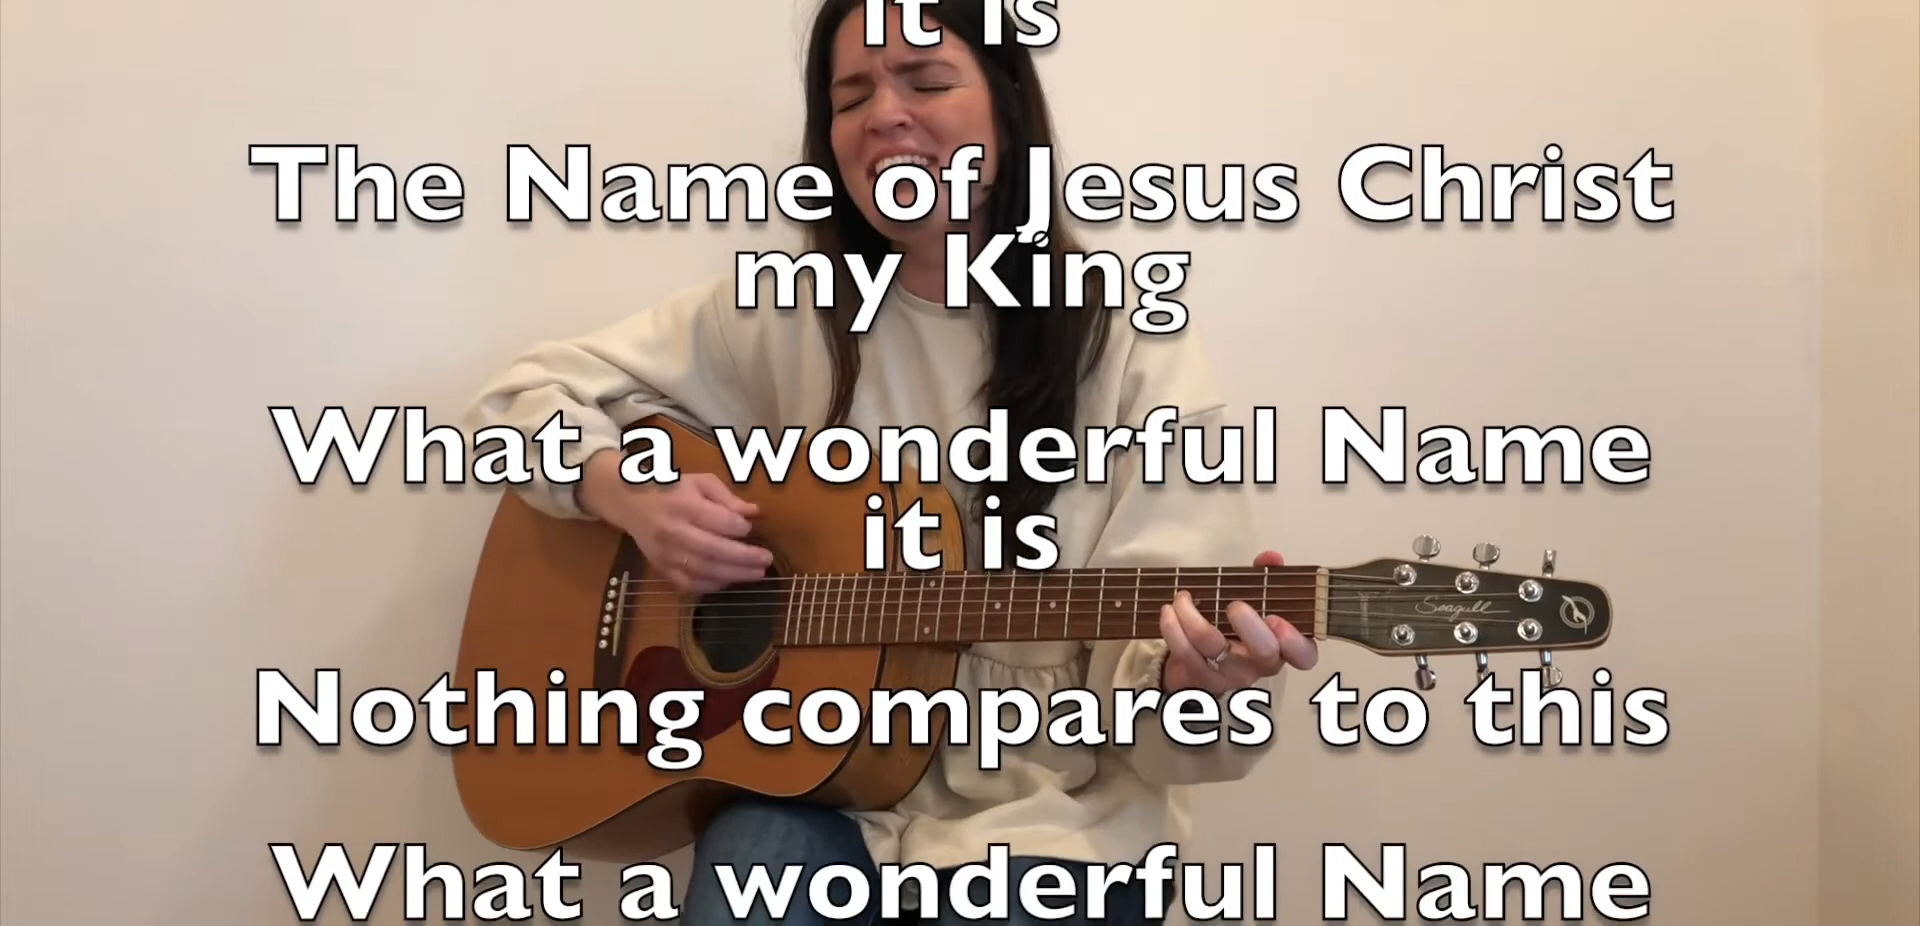 it is
The Name of Jesus Christ
my King
What a wonderful Name
it is
Seagull
Nothing compares to this
What a wonderful Name